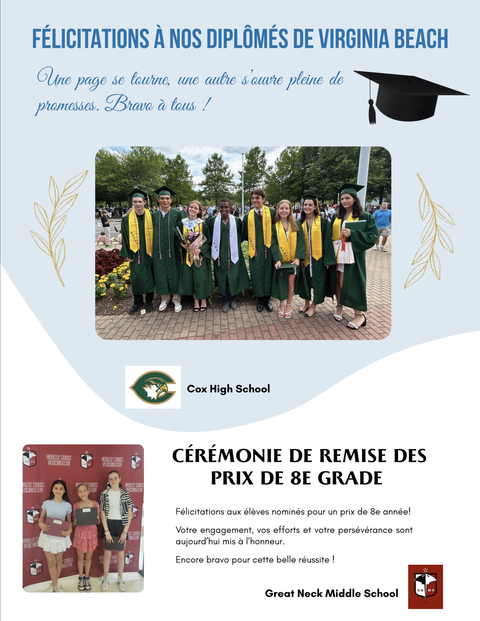 FÉLICITATIONS À NOS DIPLÔMÉS DE VIRGINIA BEACH
Une page se tourne, une autre s'ouvre pleine de
promesses. Bravo à tous !
Cox High School
CÉRÉMONIE DE REMISE DES
PRIX DE 8E GRADE
Félicitations aux élèves nominés pour un prix de 8e année!
Votre engagement, vos efforts et votre persévérance sont
aujourd'hui mis à l'honneur.
Encore bravo pour cette belle réussite !
Great Neck Middle School